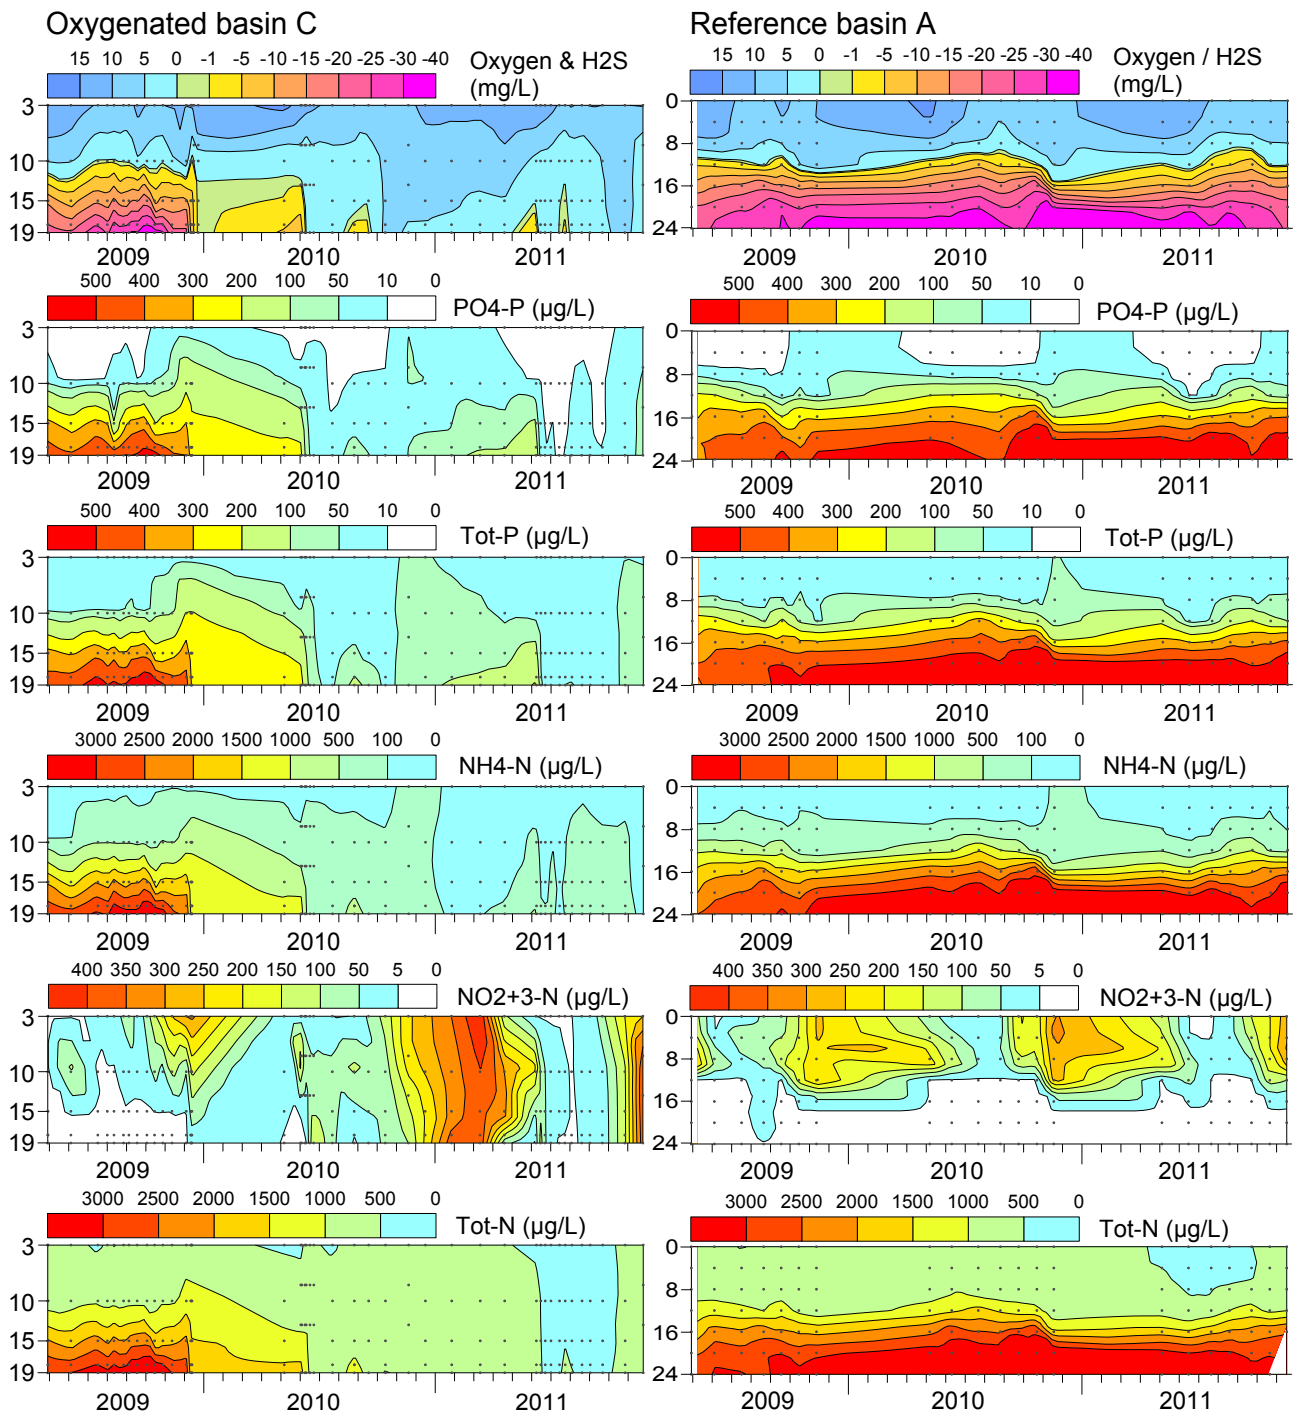 Oxygenated basin C
15 10 5 0 -1 -5 -10 -15 -20 -25 -30 -40
Oxygen & H2S
(mg/L)
3
10
15
19
2009 2010 2011
500 400 300 200 100 50 10 0
PO4-P (µg/L)
3
10
15
19
2009 2010 2011
500 400 300 200 100 50 10 0
Tot-P (µg/L)
3
10
15
19
2009 2010 2011
3000 2500 2000 1500 1000 500 100 0
NH4-N (µg/L)
3
10
15
19
2009 2010 2011
400 350 300 250 200 150 100 50 5 0
NO2+3-N (µg/L)
3
10
15
19
2009 2010 2011
3000 2500 2000 1500 1000 500 0
Tot-N (µg/L)
3
10
15
19
2009 2010 2011
Reference basin A
15 10 5 0 -1 -5 -10 -15 -20 -25 -30 -40
Oxygen / H2S
(mg/L)
0
8
16
24
2009 2010 2011
500 400 300 200 100 50 10 0
PO4-P (µg/L)
0
8
16
24
2009 2010 2011
500 400 300 200 100 50 10 0
Tot-P (µg/L)
0
8
16
24
2009 2010 2011
3000 2500 2000 1500 1000 500 100 0
NH4-N (µg/L)
0
8
16
24
2009 2010 2011
400 350 300 250 200 150 100 50 5 0
NO2+3-N (µg/L)
0
8
16
24
2009 2010 2011
3000 2500 2000 1500 1000 500 0
Tot-N (µg/L)
0
8
16
24
2009 2010 2011